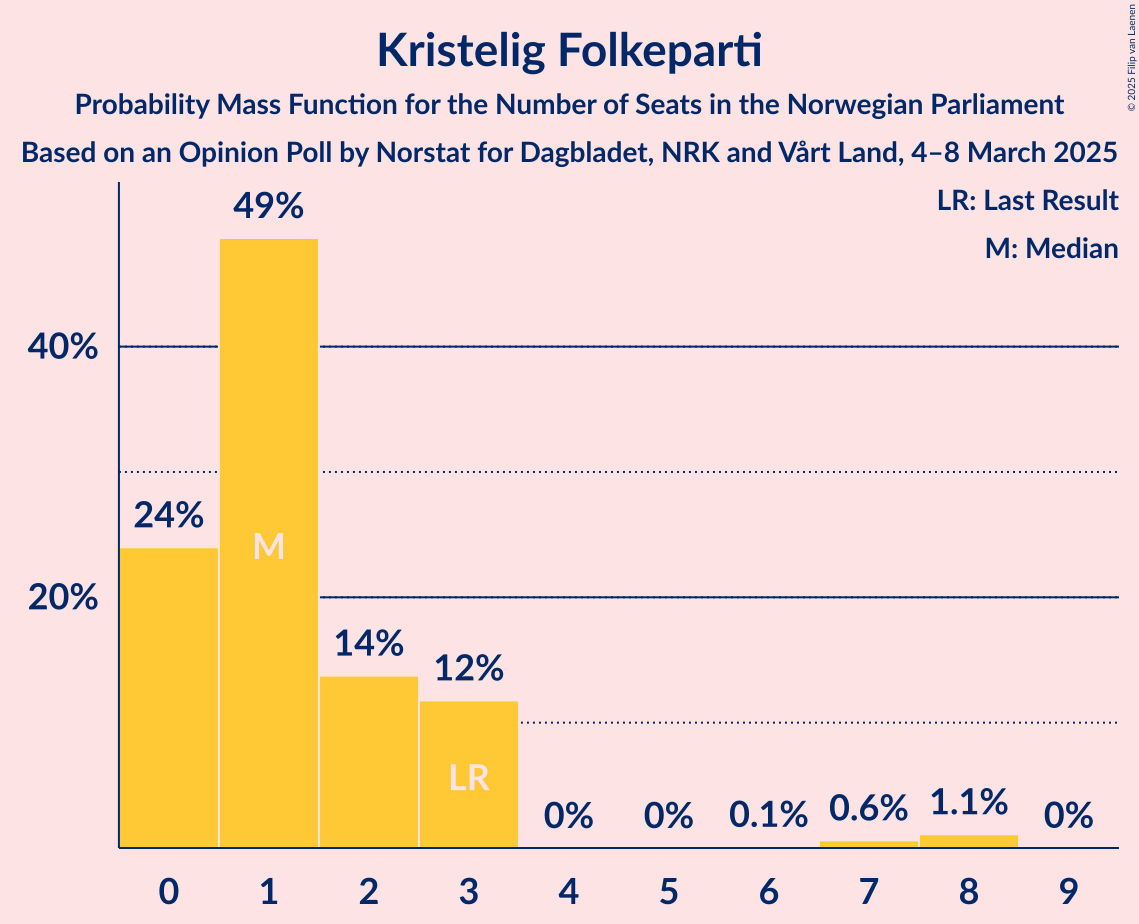 Kristelig Folkeparti
Probability Mass Function for the Number of Seats in the Norwegian Parliament
Based on an Opinion Poll by Norstat for Dagbladet, NRK and Vårt Land, 4–8 March 2025
© 2025 Filip van Laenen
LR: Last Result
M: Median
49%
40%
24%
M
20%
14%
12%
LR
0%
0%
0.1%
0.6%
1.1%
0%
0 1 2 3 4 5 6 7 8 9